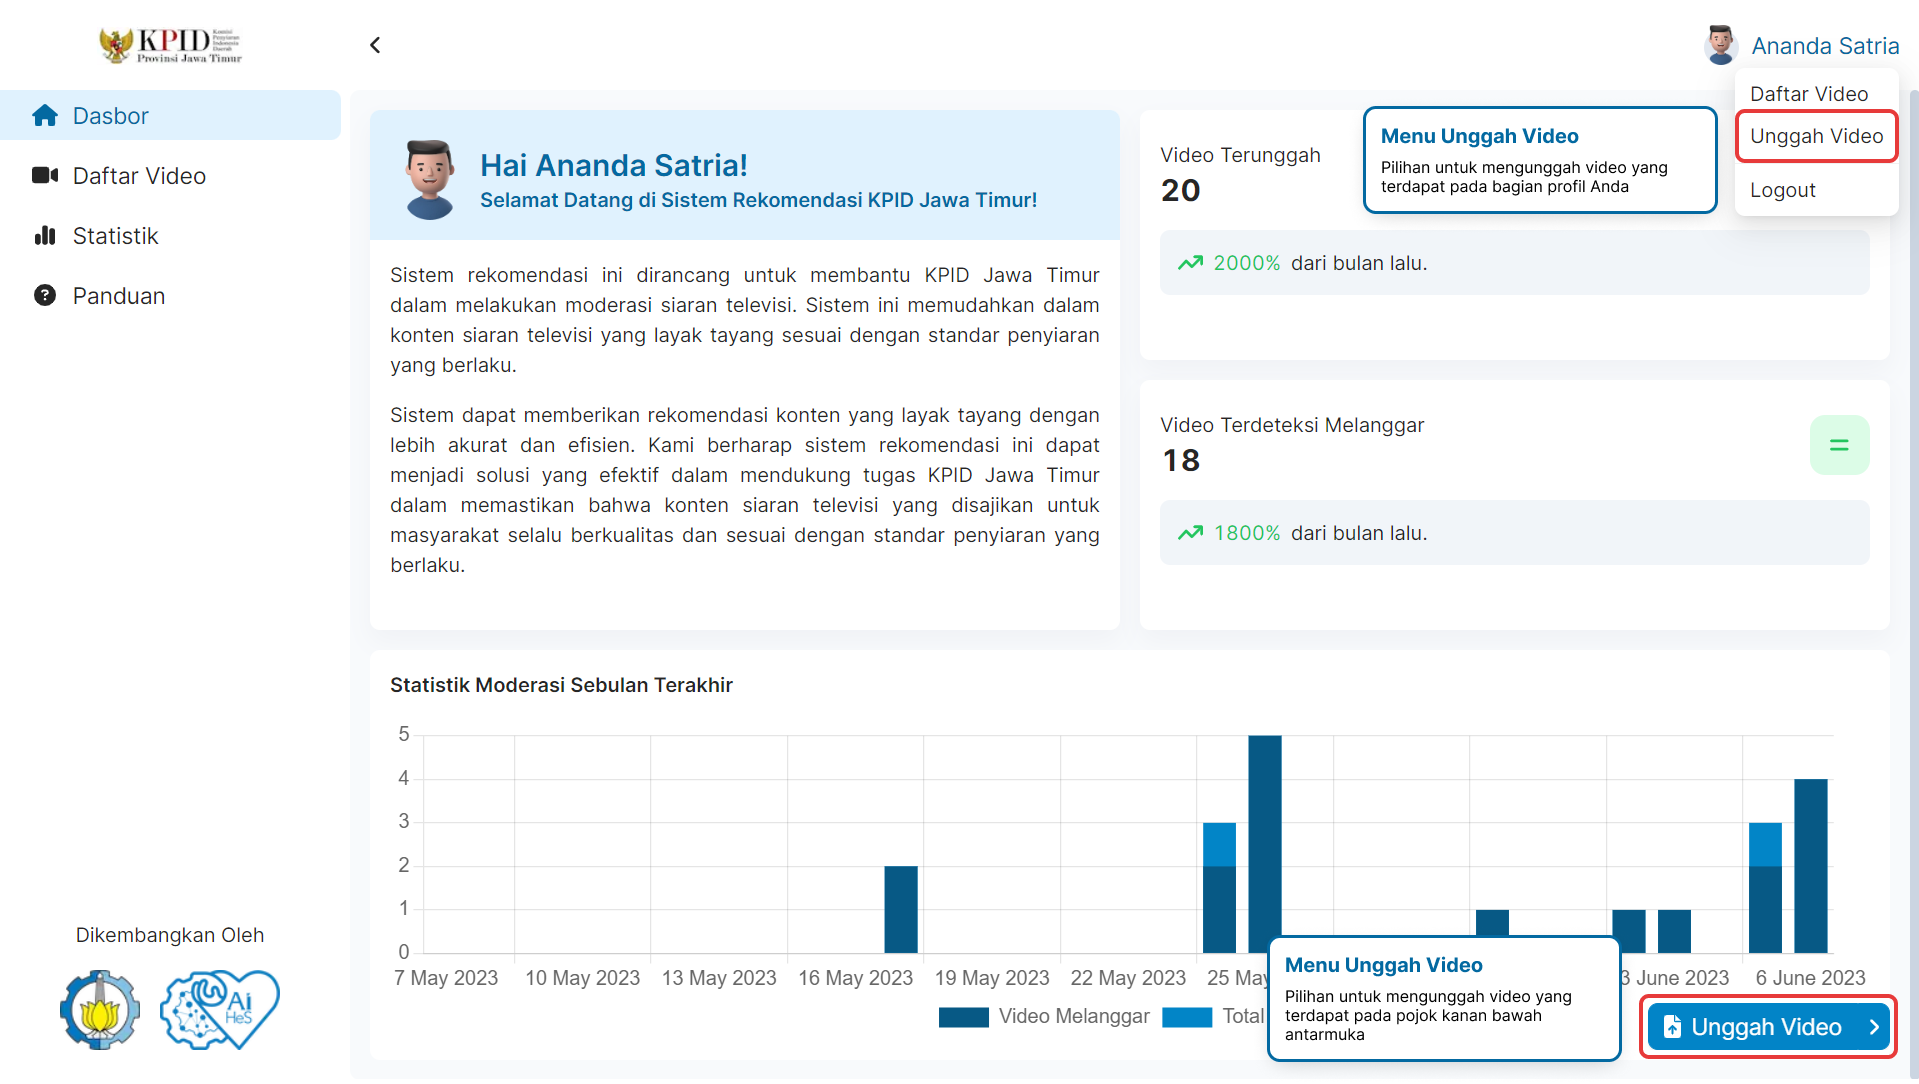 KPID
Komisi
Penyiaran
Indonesia
Daerah
Provinsi Jawa Timur
Ananda Satria
Daftar Video
Unggah Video
Logout
Dasbor
Daftar Video
Statistik
Panduan
Hai Ananda Satria!
Selamat Datang di Sistem Rekomendasi KPID Jawa Timur!
Sistem rekomendasi ini dirancang untuk membantu KPID Jawa Timur
dalam melakukan moderasi siaran televisi. Sistem ini memudahkan dalam
konten siaran televisi yang layak tayang sesuai dengan standar penyiaran
yang berlaku.
Sistem dapat memberikan rekomendasi konten yang layak tayang dengan
lebih akurat dan efisien. Kami berharap sistem rekomendasi ini dapat
menjadi solusi yang efektif dalam mendukung tugas KPID Jawa Timur
dalam memastikan bahwa konten siaran televisi yang disajikan untuk
masyarakat selalu berkualitas dan sesuai dengan standar penyiaran yang
berlaku.
Video Terunggah
20
Menu Unggah Video
Pilihan untuk mengunggah video yang
terdapat pada bagian profil Anda
2000% dari bulan lalu.
Video Terdeteksi Melanggar
18
=
1800% dari bulan lalu.
Statistik Moderasi Sebulan Terakhir
5
4
3
2
1
0
7 May 2023 10 May 2023 13 May 2023 16 May 2023 19 May 2023 22 May 2023 25 May 3 June 2023 6 June 2023
Video Melanggar Total
Menu Unggah Video
Pilihan untuk mengunggah video yang
terdapat pada pojok kanan bawah
antarmuka
Unggah Video
Dikembangkan Oleh
Ai
HeS